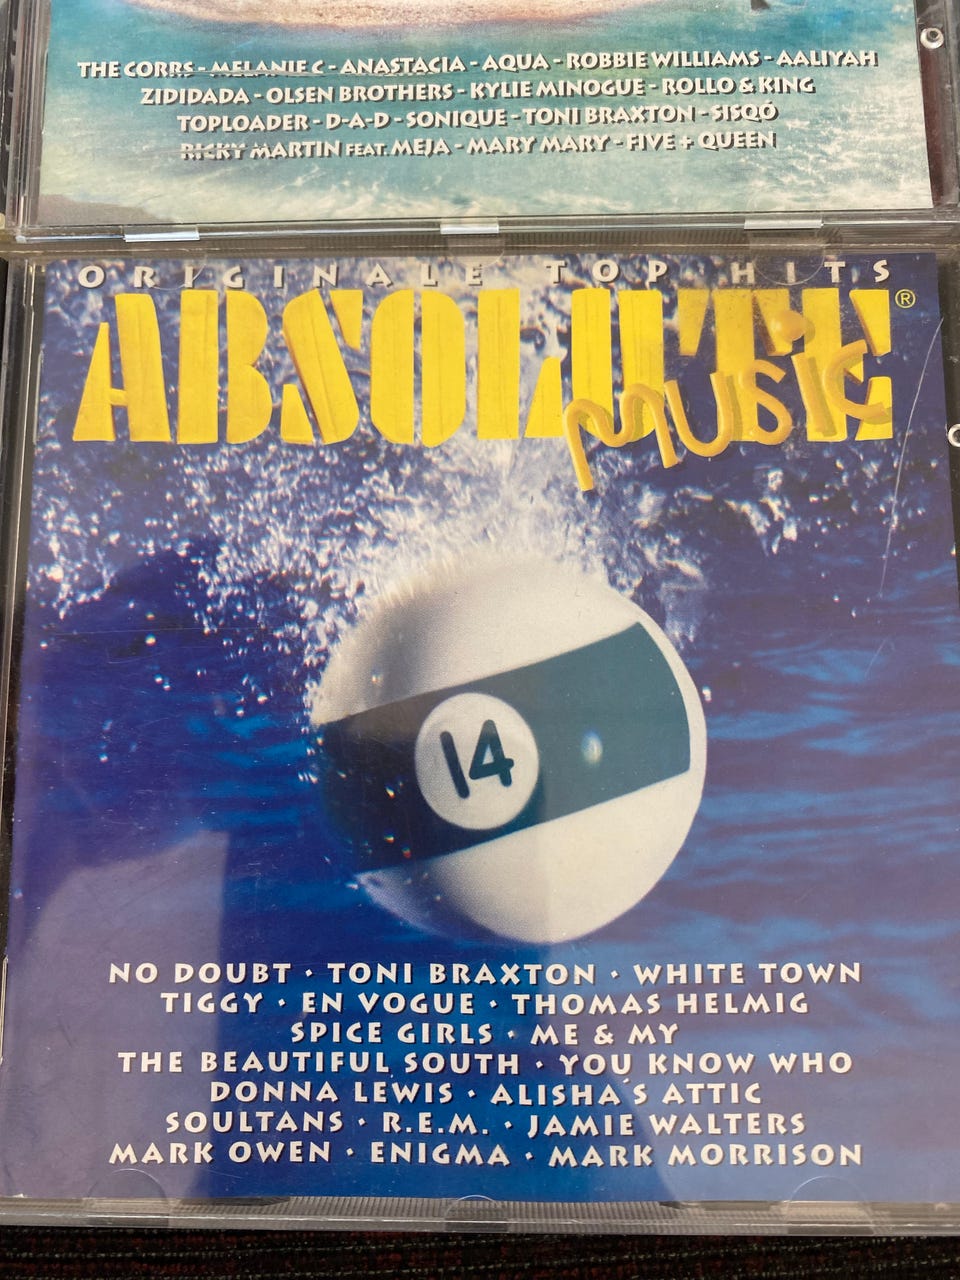 THE CORRS - MELANIE C - ANASTACIA - AQUA - ROBBIE WILLIAMS - AALIYAH
ZIDIDADA - OLSEN BROTHERS - KYLIE MINOGUE - ROLLO & KING
TOPLOADER - D-A-D - SONIQUE - TONI BRAXTON - SISQÓ
RICKY MARTIN FEAT. MEJA - MARY MARY - FIVE + QUEEN
ORIGINALE TOP HITS
ABSOLUTE ®
MUSIC
14
NO DOUBT · TONI BRAXTON · WHITE TOWN
TIGGY · EN VOGUE · THOMAS HELMIG
SPICE GIRLS · ME & MY
THE BEAUTIFUL SOUTH · YOU KNOW WHO
DONNA LEWIS · ALISHA´S ATTIC
SOULTANS · R.E.M. · JAMIE WALTERS
MARK OWEN · ENIGMA · MARK MORRISON